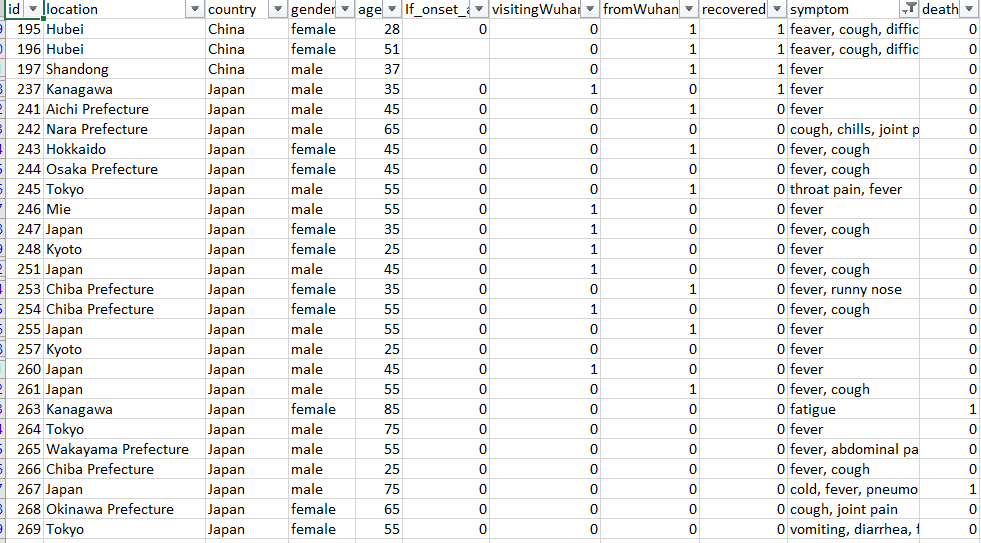 id location country gender age If_onset_a visitingWuhan fromWuhan recovered symptom death
195 Hubei China female 28 0 0 1 1 feaver, cough, diffic 0
196 Hubei China female 51 0 1 1 feaver, cough, diffic 0
197 Shandong China male 37 0 1 1 fever 0
237 Kanagawa Japan male 35 0 1 0 1 fever 0
241 Aichi Prefecture Japan male 45 0 0 1 0 fever 0
242 Nara Prefecture Japan male 65 0 0 0 0 cough, chills, joint p 0
243 Hokkaido Japan female 45 0 0 1 0 fever, cough 0
244 Osaka Prefecture Japan female 45 0 0 0 0 fever, cough 0
245 Tokyo Japan male 55 0 0 1 0 throat pain, fever 0
246 Mie Japan male 55 0 1 0 0 fever 0
247 Japan Japan female 35 0 1 0 0 fever, cough 0
248 Kyoto Japan female 25 0 1 0 0 fever 0
251 Japan Japan male 45 0 1 0 0 fever, cough 0
253 Chiba Prefecture Japan female 35 0 0 1 0 fever, runny nose 0
254 Chiba Prefecture Japan female 55 0 1 0 0 fever, cough 0
255 Japan Japan male 55 0 0 1 0 fever 0
257 Kyoto Japan male 25 0 0 0 0 fever 0
260 Japan Japan male 45 0 1 0 0 fever 0
261 Japan Japan male 55 0 0 1 0 fever, cough 0
263 Kanagawa Japan female 85 0 0 0 0 fatigue 1
264 Tokyo Japan male 75 0 0 0 0 fever 0
265 Wakayama Prefecture Japan male 55 0 0 0 0 fever, abdominal pa 0
266 Chiba Prefecture Japan male 25 0 0 0 0 fever, cough 0
267 Japan Japan male 75 0 0 0 0 cold, fever, pneumo 1
268 Okinawa Prefecture Japan female 65 0 0 0 0 cough, joint pain 0
269 Tokyo Japan female 55 0 0 0 0 vomiting, diarrhea, f 0